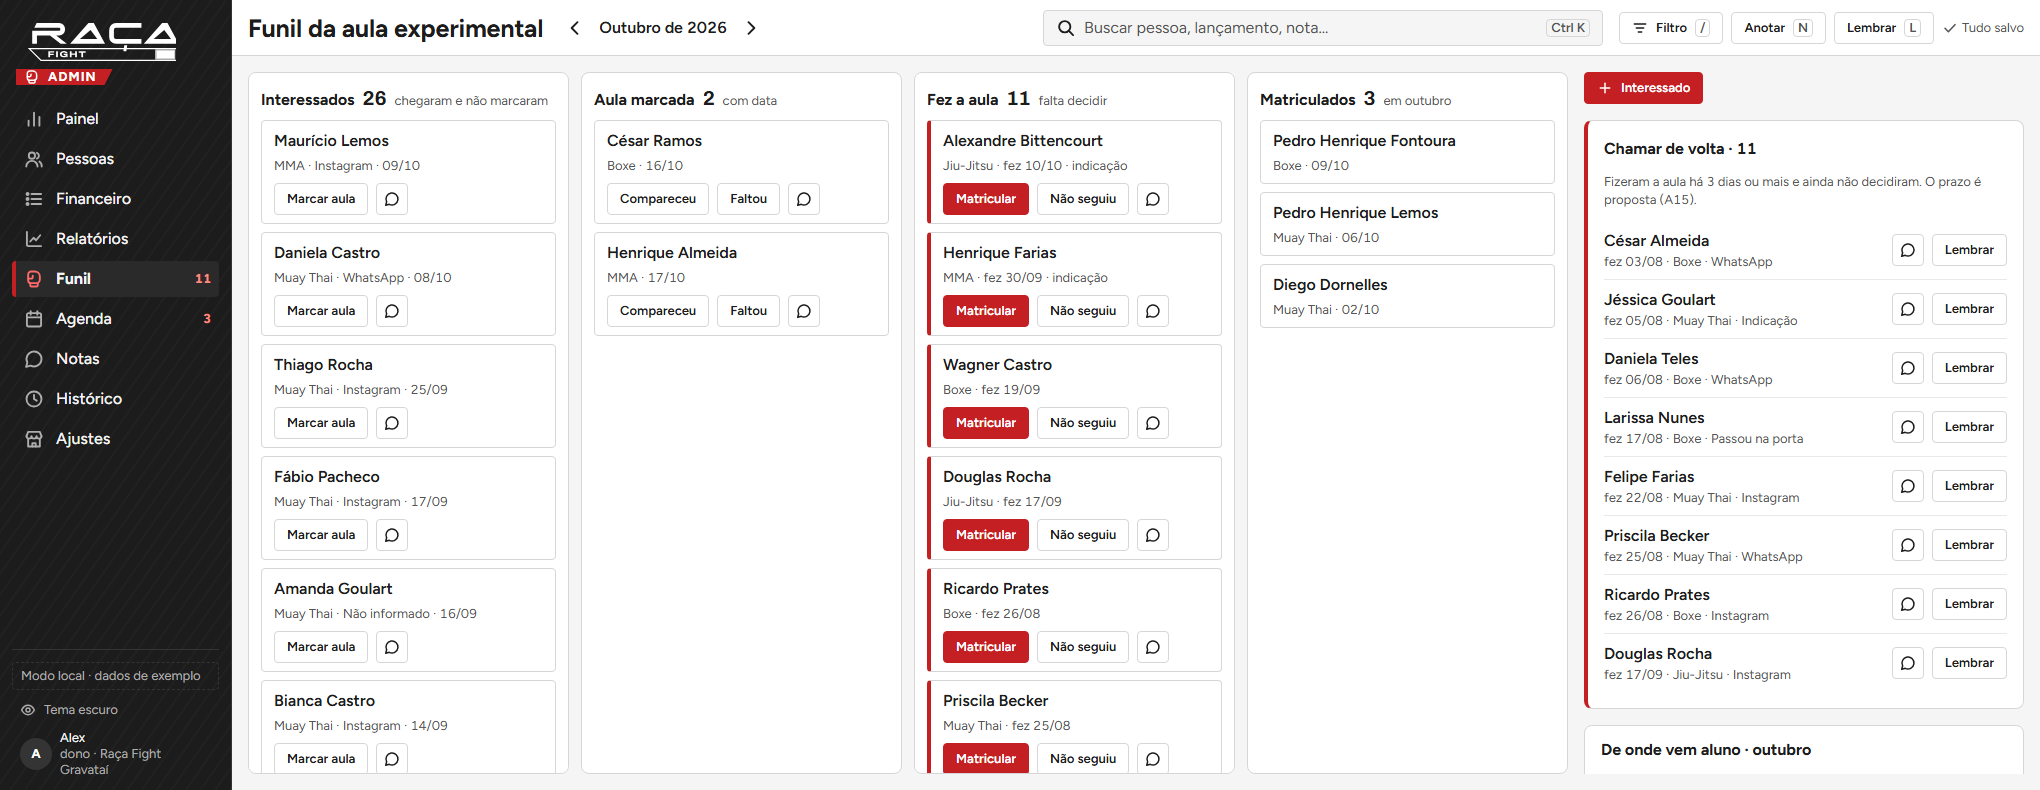 RAÇA
FIGHT
ADMIN
Painel
Pessoas
Financeiro
Relatórios
Funil 11
Agenda 3
Notas
Histórico
Ajustes
Modo local · dados de exemplo
Tema escuro
A
Alex
dono · Raça Fight
Gravataí
Funil da aula experimental
Outubro de 2026
Buscar pessoa, lançamento, nota... Ctrl K
Filtro /
Anotar N
Lembrar L
Tudo salvo
Interessados 26 chegaram e não marcaram
Maurício Lemos
MMA · Instagram · 09/10
Marcar aula
Daniela Castro
Muay Thai · WhatsApp · 08/10
Marcar aula
Thiago Rocha
Muay Thai · Instagram · 25/09
Marcar aula
Fábio Pacheco
Muay Thai · Instagram · 17/09
Marcar aula
Amanda Goulart
Muay Thai · Não informado · 16/09
Marcar aula
Bianca Castro
Muay Thai · Instagram · 14/09
Marcar aula
Aula marcada 2 com data
César Ramos
Boxe · 16/10
Compareceu Faltou
Henrique Almeida
MMA · 17/10
Compareceu Faltou
Fez a aula 11 falta decidir
Alexandre Bittencourt
Jiu-Jitsu · fez 10/10 · indicação
Matricular Não seguiu
Henrique Farias
MMA · fez 30/09 · indicação
Matricular Não seguiu
Wagner Castro
Boxe · fez 19/09
Matricular Não seguiu
Douglas Rocha
Jiu-Jitsu · fez 17/09
Matricular Não seguiu
Ricardo Prates
Boxe · fez 26/08
Matricular Não seguiu
Priscila Becker
Muay Thai · fez 25/08
Matricular Não seguiu
Matriculados 3 em outubro
Pedro Henrique Fontoura
Boxe · 09/10
Pedro Henrique Lemos
Muay Thai · 06/10
Diego Dornelles
Muay Thai · 02/10
+ Interessado
Chamar de volta · 11
Fizeram a aula há 3 dias ou mais e ainda não decidiram. O prazo é
proposta (A15).
César Almeida
fez 03/08 · Boxe · WhatsApp
Lembrar
Jéssica Goulart
fez 05/08 · Muay Thai · Indicação
Lembrar
Daniela Teles
fez 06/08 · Boxe · WhatsApp
Lembrar
Larissa Nunes
fez 17/08 · Boxe · Passou na porta
Lembrar
Felipe Farias
fez 22/08 · Muay Thai · Instagram
Lembrar
Priscila Becker
fez 25/08 · Muay Thai · WhatsApp
Lembrar
Ricardo Prates
fez 26/08 · Boxe · Instagram
Lembrar
Douglas Rocha
fez 17/09 · Jiu-Jitsu · Instagram
Lembrar
De onde vem aluno · outubro